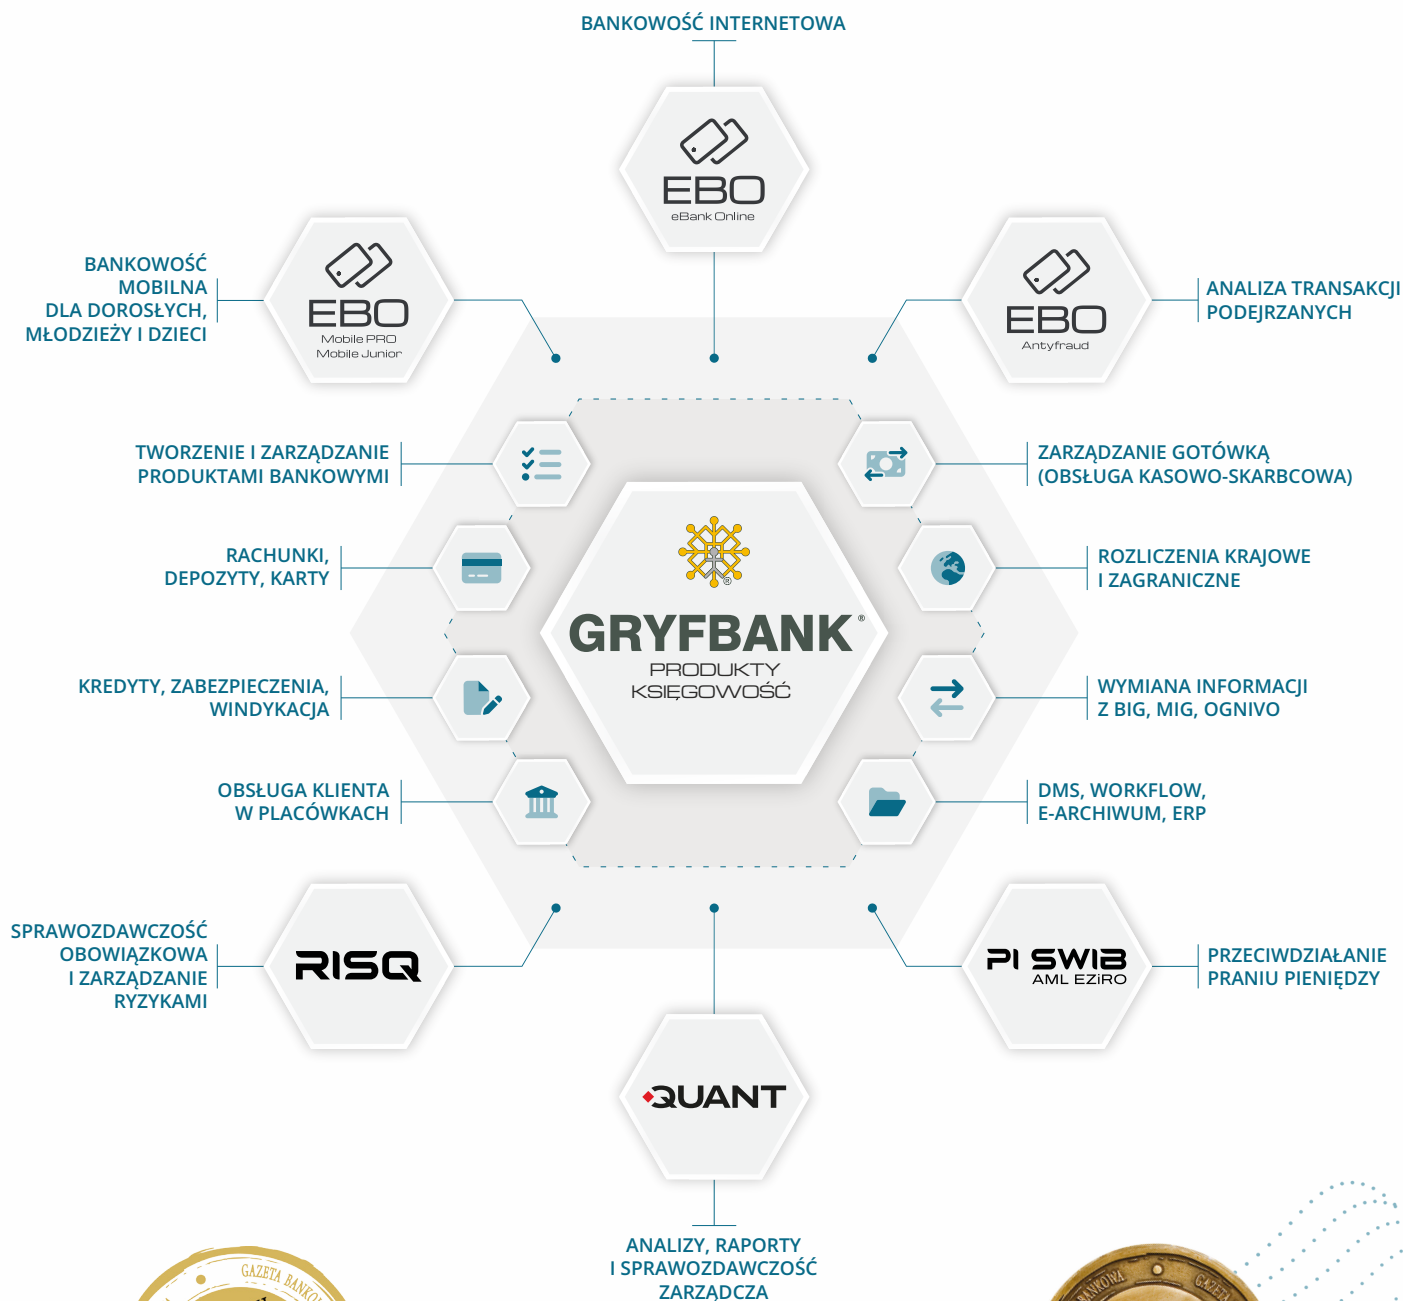 BANKOWOŚĆ INTERNETOWA
EBO
eBank Online
BANKOWOŚĆ
MOBILNA
DLA DOROSŁYCH,
MŁODZIEŻY I DZIECI
EBO
Mobile PRO
Mobile Junior
EBO
Antyfraud
ANALIZA TRANSAKCJI
PODEJRZANYCH
TWORZENIE I ZARZĄDZANIE
PRODUKTAMI BANKOWYMI
ZARZĄDZANIE GOTÓWKĄ
(OBSŁUGA KASOWO-SKARBCOWA)
RACHUNKI,
DEPOZYTY, KARTY
ROZLICZENIA KRAJOWE
I ZAGRANICZNE
®
GRYFBANK®
PRODUKTY
KSIĘGOWOŚĆ
KREDYTY, ZABEZPIECZENIA,
WINDYKACJA
WYMIANA INFORMACJI
Z BIG, MIG, OGNIVO
OBSŁUGA KLIENTA
W PLACÓWKACH
DMS, WORKFLOW,
E-ARCHIWUM, ERP
SPRAWOZDAWCZOŚĆ
OBOWIĄZKOWA
I ZARZĄDZANIE
RYZYKAMI
RISQ
PI SWIB
AML EZiRO
PRZECIWDZIAŁANIE
PRANIU PIENIĘDZY
QUANT
ANALIZY, RAPORTY
I SPRAWOZDAWCZOŚĆ
ZARZĄDCZA
GAZETA